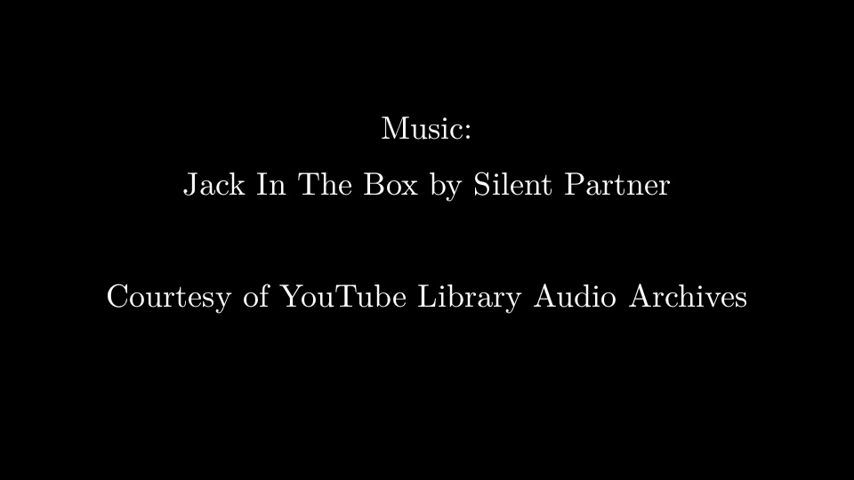 Music:
Jack In The Box by Silent Partner
Courtesy of YouTube Library Audio Archives